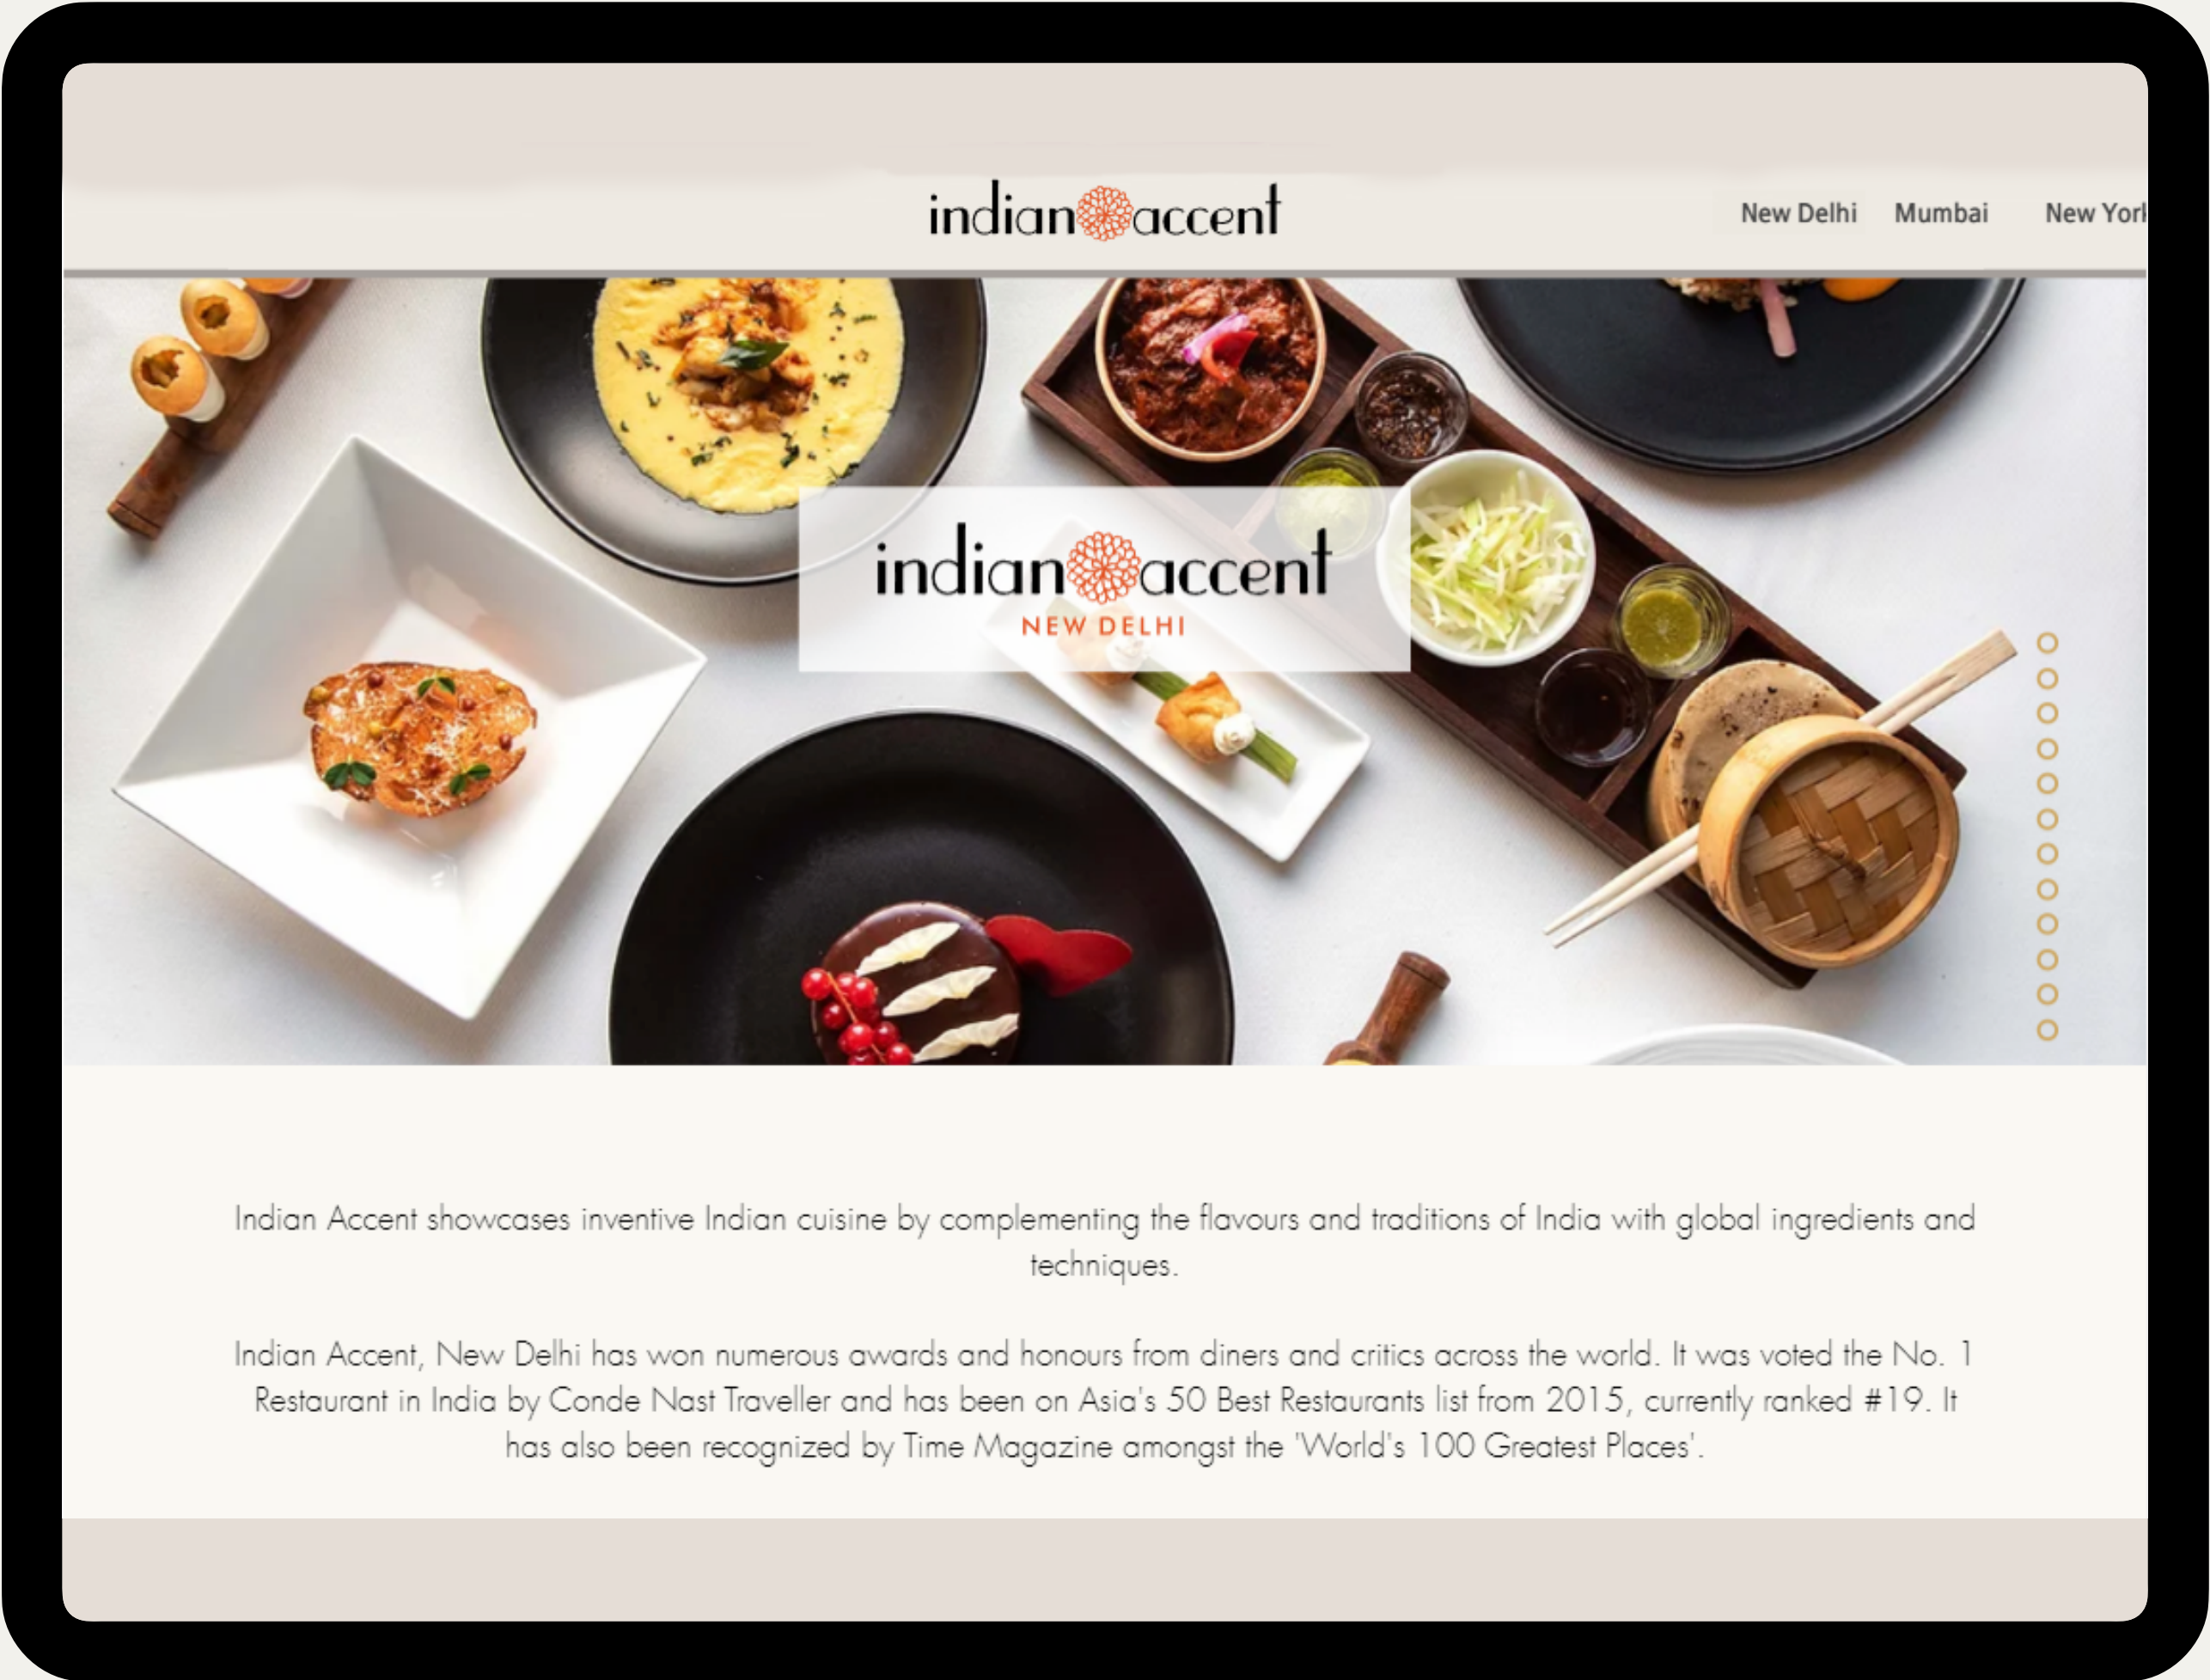 indian accent
New Delhi Mumbai New York
indian accent
NEW DELHI
Indian Accent showcases inventive Indian cuisine by complementing the flavours and traditions of India with global ingredients and
techniques.
Indian Accent, New Delhi has won numerous awards and honours from diners and critics across the world. It was voted the No. 1
Restaurant in India by Conde Nast Traveller and has been on Asia's 50 Best Restaurants list from 2015, currently ranked #19. It
has also been recognized by Time Magazine amongst the 'World's 100 Greatest Places'.